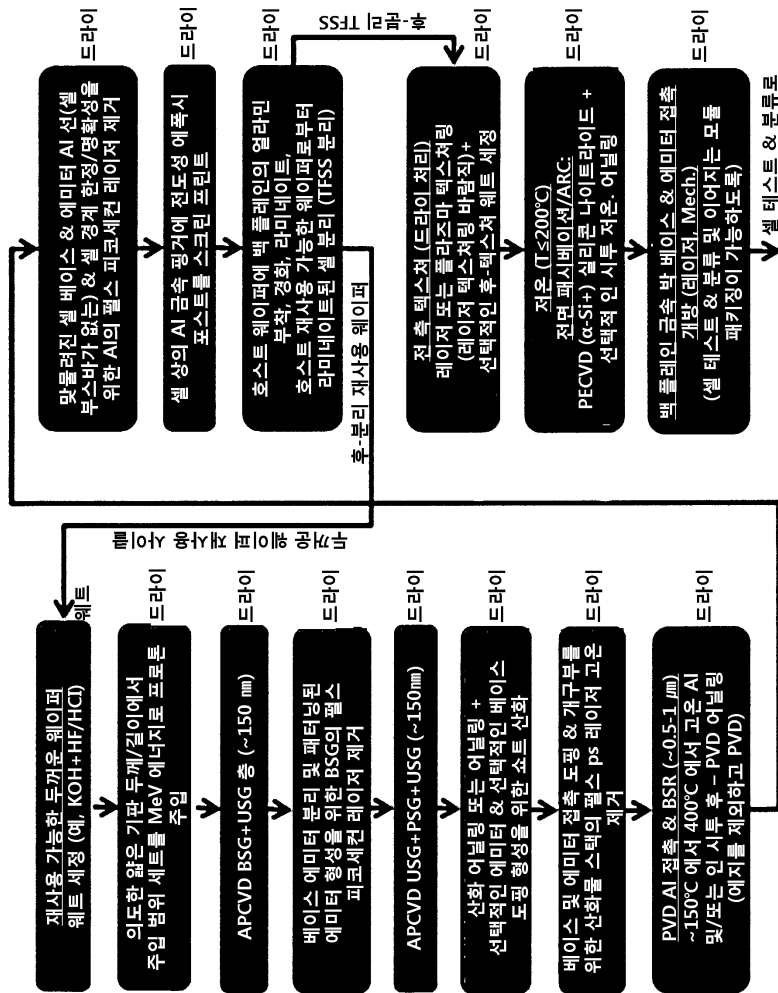 재사용 가능한 두꺼운 웨이퍼
웨트 세정 (예, KOH+HF/HCl)
웨트
의도한 얇은 기판 두께/길이에서
주입 범위 세트를 MeV 에너지로 프로톤
주입
드라이
APCVD BSG+USG 층 (~150 nm)
드라이
베이스 에미터 분리 및 패터닝된
에미터 형성을 위한 BSG의 펄스
피코세컨 레이저 제거
드라이
APCVD USG+PSG+USG (~150nm)
드라이
산화 어닐링 또는 어닐링 +
선택적인 에미터 & 선택적인 베이스
도핑 형성을 위한 쇼트 산화
드라이
베이스 및 에미터 접촉 도핑 & 개구부를
위한 산화물 스택의 펄스 ps 레이저 고온
제거
드라이
PVD Al 접촉 & BSR (~0.5-1 μm)
~150℃ 에서 400℃ 에서 고온 Al
및/또는 인 시투 후 – PVD 어닐링
(에지를 제외하고 PVD)
드라이
두꺼운 웨이퍼 재사용 사이클
후-분리 재사용 웨이퍼
맞물려진 셀 베이스 & 에미터 Al 선(셀
부스바가 없는) & 셀 경계 한정/명확성을
위한 Al의 펄스 피코세컨 레이저 제거
드라이
셀 상의 Al 금속 핑거에 전도성 에폭시
포스트를 스크린 프린트
드라이
호스트 웨이퍼에 백 플레인의 얼라민
부착, 경화, 라미네이트,
호스트 재사용 가능한 웨이퍼로부터
라미네이트된 셀 분리 (TFSS 분리)
드라이
후-분리 TFSS
전 측 텍스쳐 (드라이 처리)
레이저 또는 플라즈마 텍스쳐링
(레이저 텍스쳐링 바람직)+
선택적인 후-텍스쳐 웨트 세정
드라이
저온 (T≤200℃)
전면 패시베이션/ARC:
PECVD (α-Si+) 실리콘 나이트라이드 +
선택적 인 시투 저온. 어닐링
드라이
백 플레인 금속 박 베이스 & 에미터 접촉
개방 (레이저, Mech.)
(셀 테스트 & 분류 및 이어지는 모듈
패키징이 가능하도록)
드라이
셀 테스트 & 분류로